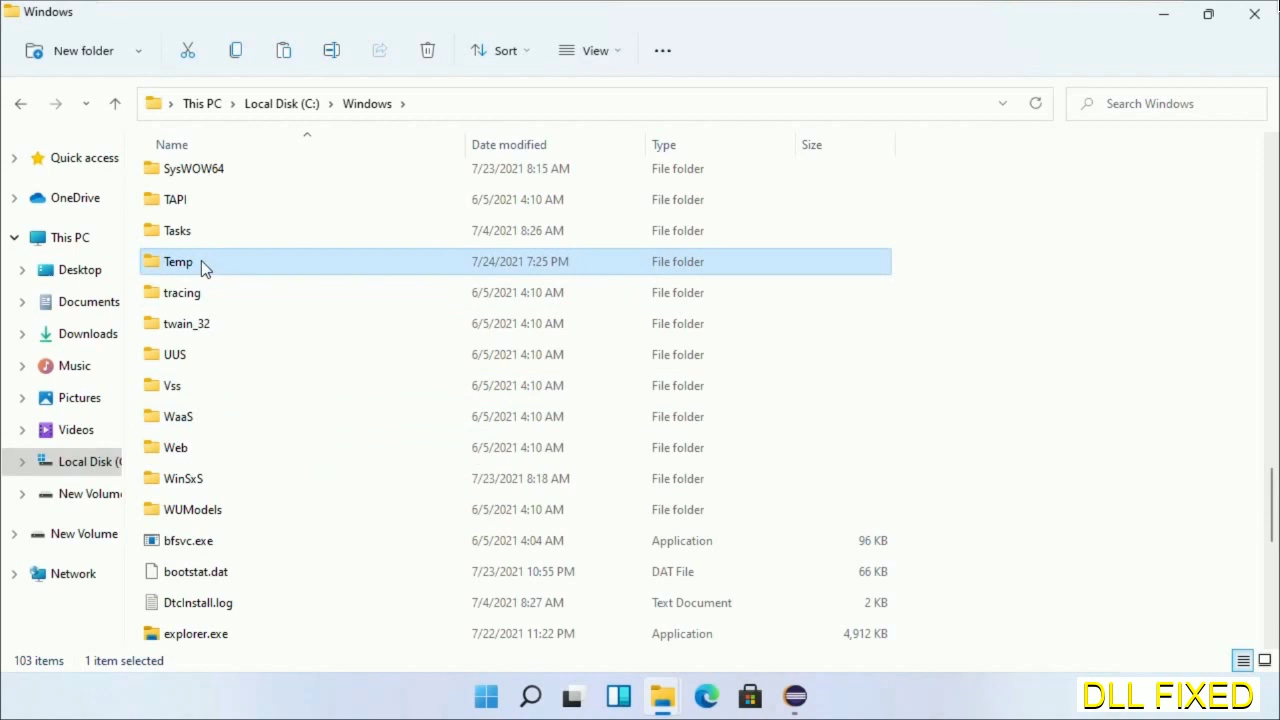 Windows
New folder
Sort
View
This PC > Local Disk (C:) > Windows >
Search Windows
Name Date modified Type Size
Quick access
OneDrive
This PC
Desktop
Documents
Downloads
Music
Pictures
Videos
Local Disk (
New Volum
New Volume
Network
SysWOW64 7/23/2021 8:15 AM File folder
TAPI 6/5/2021 4:10 AM File folder
Tasks 7/4/2021 8:26 AM File folder
Temp 7/24/2021 7:25 PM File folder
tracing 6/5/2021 4:10 AM File folder
twain_32 6/5/2021 4:10 AM File folder
UUS 6/5/2021 4:10 AM File folder
Vss 6/5/2021 4:10 AM File folder
WaaS 6/5/2021 4:10 AM File folder
Web 6/5/2021 4:10 AM File folder
WinSxS 7/23/2021 8:18 AM File folder
WUModels 6/5/2021 4:10 AM File folder
bfsvc.exe 6/5/2021 4:04 AM Application 96 KB
bootstat.dat 7/23/2021 10:55 PM DAT File 66 KB
DtcInstall.log 7/4/2021 8:27 AM Text Document 2 KB
explorer.exe 7/22/2021 11:22 PM Application 4,912 KB
103 items 1 item selected
DLL FIXED